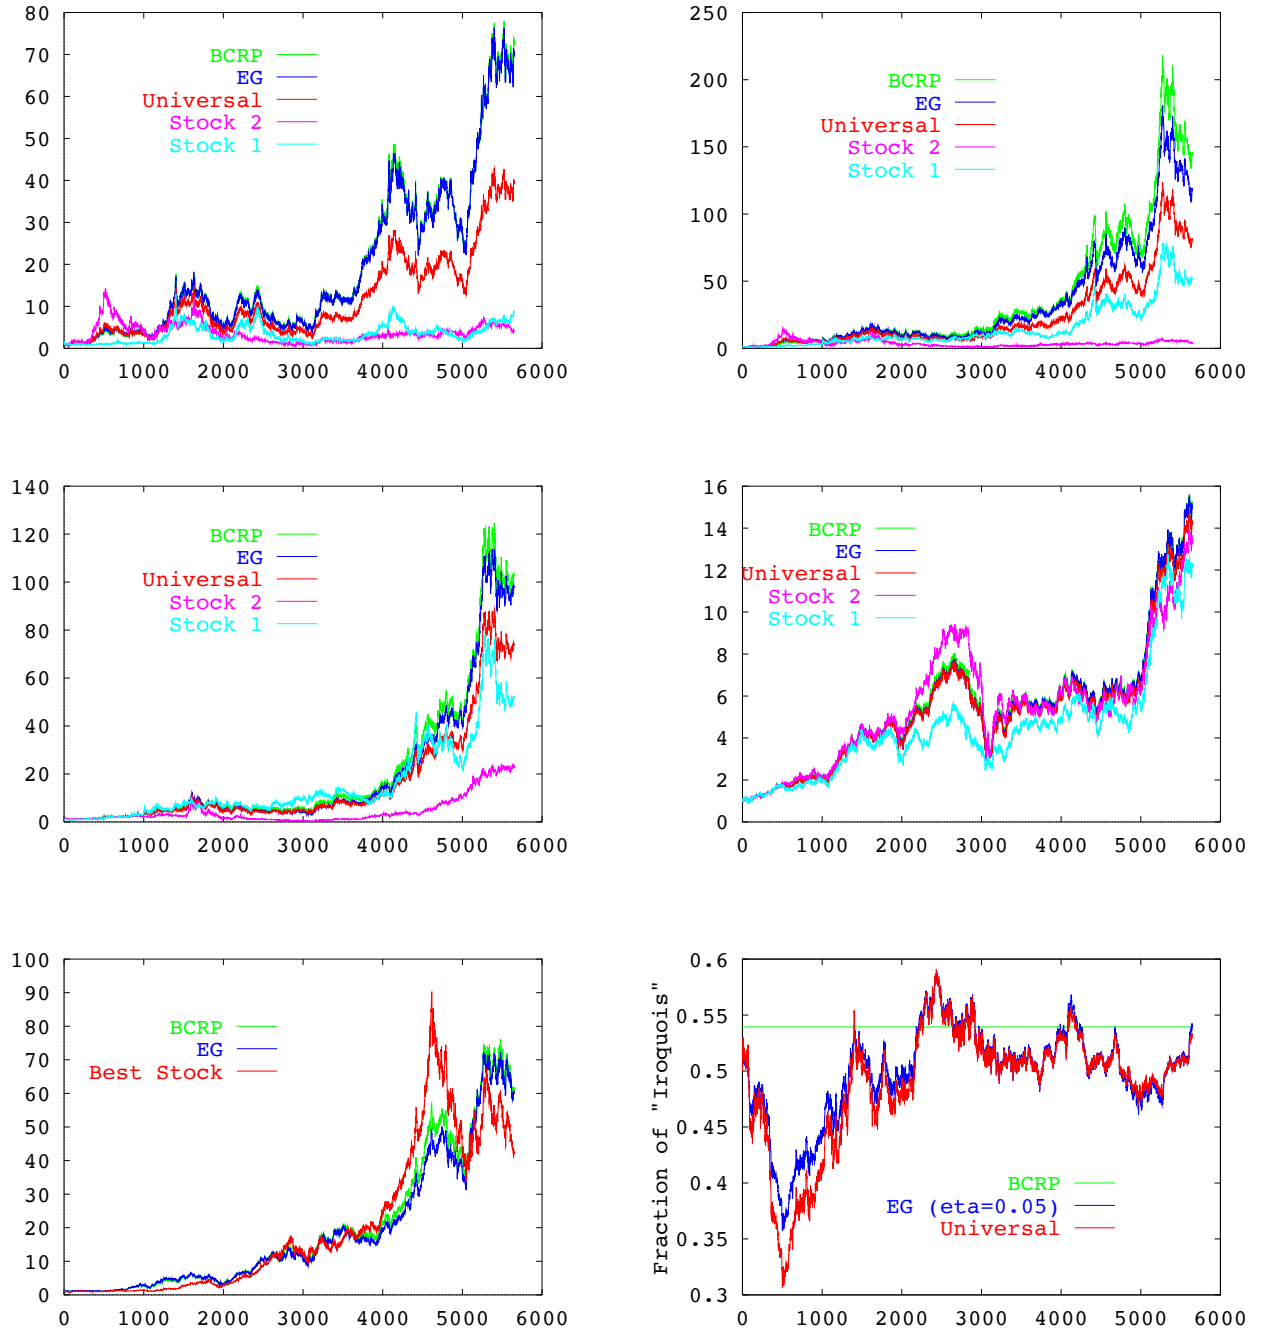 80
70
60
50
40
30
20
10
0
BCRP
EG
Universal
Stock 2
Stock 1
0 1000 2000 3000 4000 5000 6000
250
200
150
100
50
0
BCRP
EG
Universal
Stock 2
Stock 1
0 1000 2000 3000 4000 5000 6000
140
120
100
80
60
40
20
0
BCRP
EG
Universal
Stock 2
Stock 1
0 1000 2000 3000 4000 5000 6000
16
14
12
10
8
6
4
2
0
BCRP
EG
Universal
Stock 2
Stock 1
0 1000 2000 3000 4000 5000 6000
100
90
80
70
60
50
40
30
20
10
0
BCRP
EG
Best Stock
0 1000 2000 3000 4000 5000 6000
Fraction of "Iroquois"
0.6
0.55
0.5
0.45
0.4
0.35
0.3
BCRP
EG (eta=0.05)
Universal
0 1000 2000 3000 4000 5000 6000